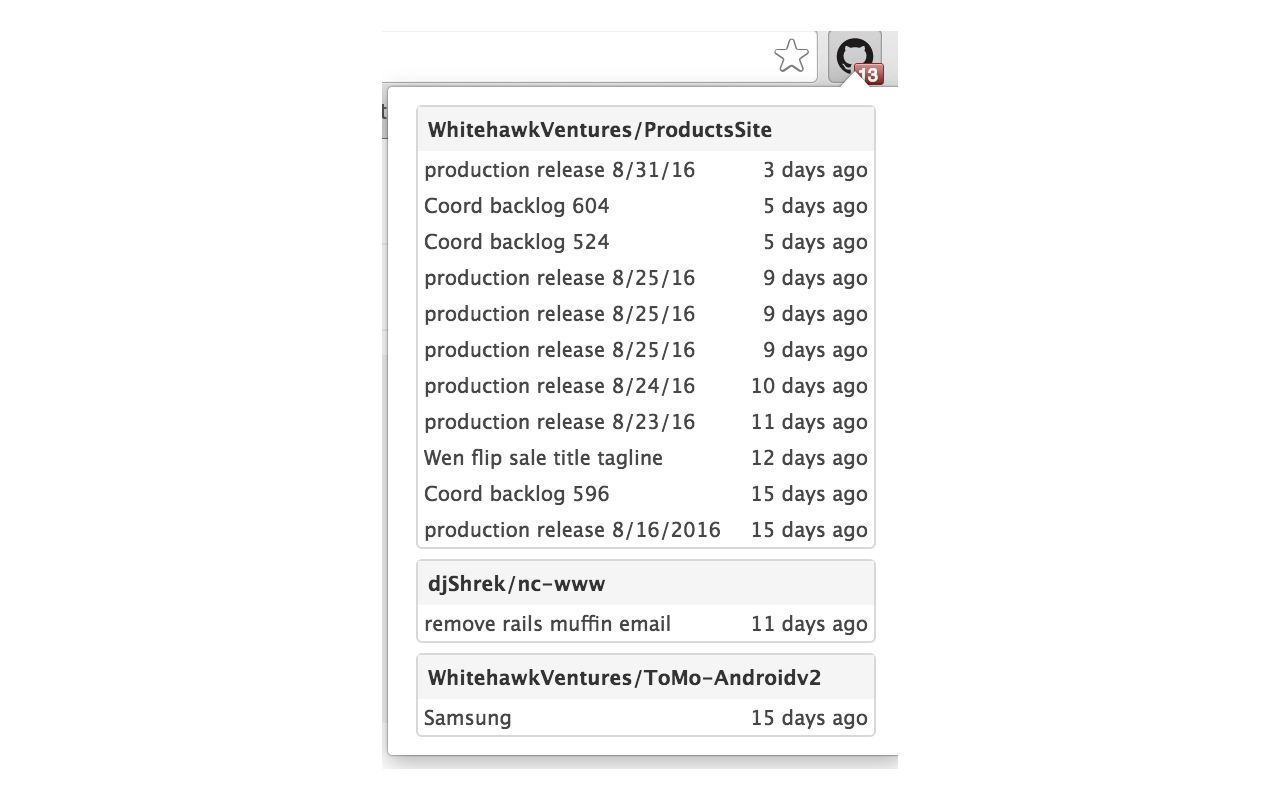 13
t
WhitehawkVentures/ProductsSite
production release 8/31/16 3 days ago
Coord backlog 604 5 days ago
Coord backlog 524 5 days ago
production release 8/25/16 9 days ago
production release 8/25/16 9 days ago
production release 8/25/16 9 days ago
production release 8/24/16 10 days ago
production release 8/23/16 11 days ago
Wen flip sale title tagline 12 days ago
Coord backlog 596 15 days ago
production release 8/16/2016 15 days ago
djShrek/nc-www
remove rails muffin email 11 days ago
WhitehawkVentures/ToMo-Androidv2
Samsung 15 days ago